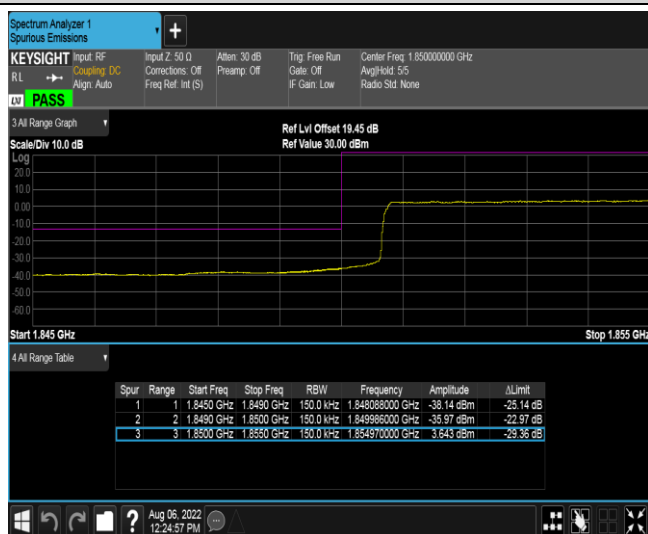 Spectrum Analyzer 1
Spurious Emissions
KEYSIGHT Input: RF Input Z: 50 Ω Atten: 30 dB Trig: Free Run Center Freq: 1.850000000 GHz
RL Coupling: DC Corrections: Off Preamp: Off Gate: Off Avg|Hold: 5/5
Align: Auto Freq Ref: Int (S) IF Gain: Low Radio Std: None
LXI PASS
3 All Range Graph
Ref Lvl Offset 19.45 dB
Scale/Div 10.0 dB Ref Value 30.00 dBm
Log
20.0
10.0
0.00
-10.0
-20.0
-30.0
-40.0
-50.0
-60.0
Start 1.845 GHz Stop 1.855 GHz
4 All Range Table
Spur Range Start Freq Stop Freq RBW Frequency Amplitude ΔLimit
1 1 1.8450 GHz 1.8490 GHz 150.0 kHz 1.848088000 GHz -38.14 dBm -25.14 dB
2 2 1.8490 GHz 1.8500 GHz 150.0 kHz 1.849986000 GHz -35.97 dBm -22.97 dB
3 3 1.8500 GHz 1.8550 GHz 150.0 kHz 1.854970000 GHz 3.643 dBm -29.36 dB
? Aug 06, 2022
12:24:57 PM